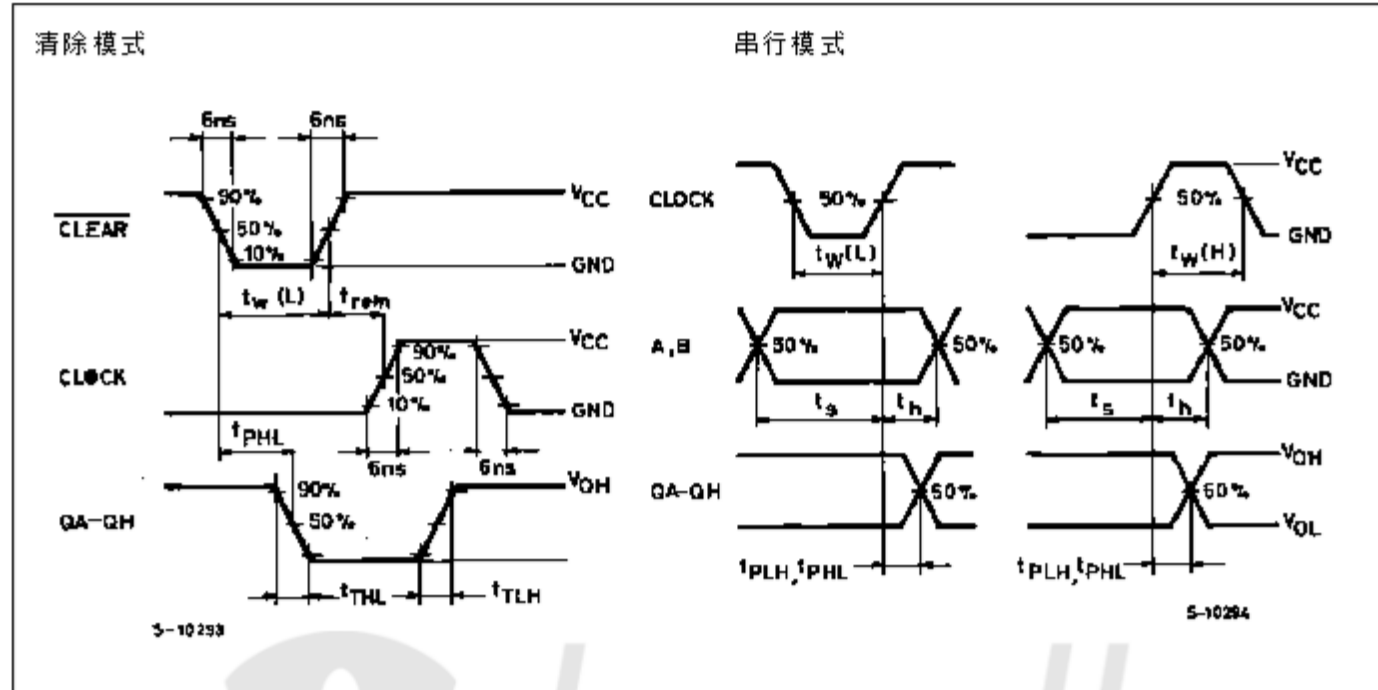 清除模式
6ns
6ns
CLEAR
90%
50%
10%
VCC
GND
tw (L)
trem
CLOCK
90%
50%
10%
VCC
GND
6ns
6ns
tPHL
QA-QH
90%
50%
VOH
tTHL
tTLH
S-10293
串行模式
CLOCK
50%
50%
VCC
GND
tW(L)
tW(H)
A,B
50%
50%
50%
50%
VCC
GND
ts
th
ts
th
QA-QH
50%
50%
VOH
VOL
tPLH,tPHL
tPLH,tPHL
S-10294